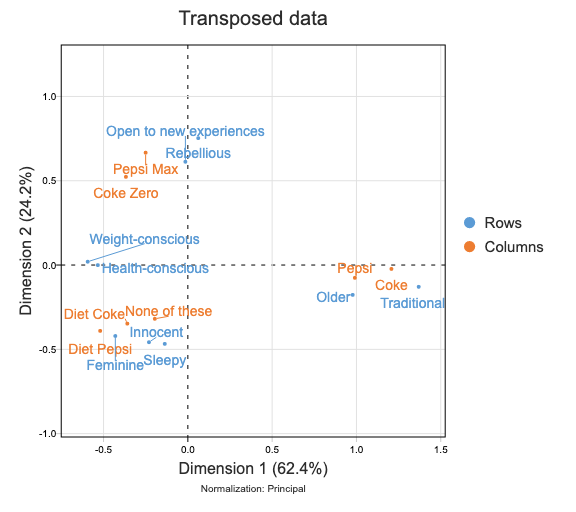 Transposed data
Dimension 2 (24.2%)
1.0
0.5
0.0
-0.5
-1.0
Open to new experiences
Rebellious
Pepsi Max
Coke Zero
Weight-conscious
Health-conscious
Pepsi
Coke
Older
Traditional
Diet Coke
None of these
Innocent
Diet Pepsi
Sleepy
Feminine
-0.5
0.0
0.5
1.0
1.5
Dimension 1 (62.4%)
Normalization: Principal
Rows
Columns